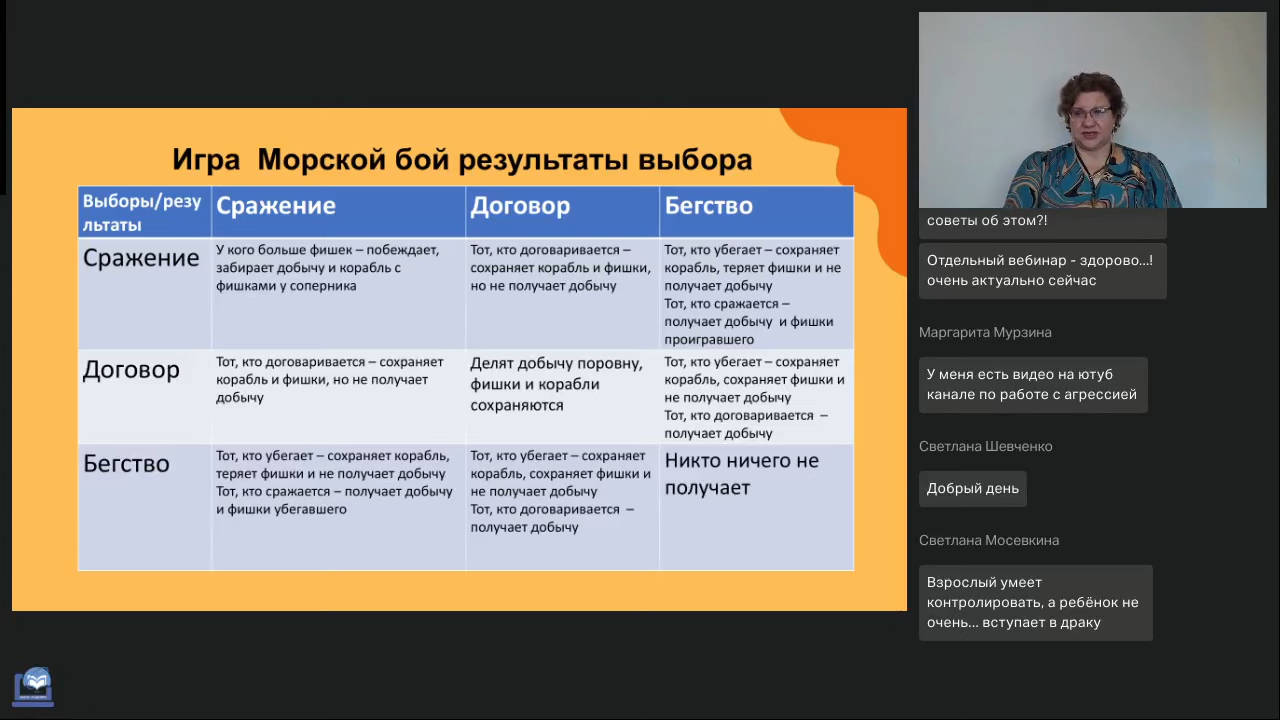 Игра  Морской бой результаты выбора
Выборы/резу
льтаты
Сражение
Договор
Бегство
Сражение
У кого больше фишек – побеждает,
забирает добычу и корабль с
фишками у соперника
Тот, кто договаривается –
сохраняет корабль и фишки,
но не получает добычу
Тот, кто убегает – сохраняет
корабль, теряет фишки и не
получает добычу
Тот, кто сражается –
получает добычу  и фишки
проигравшего
Договор
Тот, кто договаривается – сохраняет
корабль и фишки, но не получает
добычу
Делят добычу поровну,
фишки и корабли
сохраняются
Тот, кто убегает – сохраняет
корабль, сохраняет фишки и
не получает добычу
Тот, кто договаривается  –
получает добычу
Бегство
Тот, кто убегает – сохраняет корабль,
теряет фишки и не получает добычу
Тот, кто сражается – получает добычу
и фишки убегавшего
Тот, кто убегает – сохраняет
корабль, сохраняет фишки и
не получает добычу
Тот, кто договаривается  –
получает добычу
Никто ничего не
получает
советы об этом?!
Отдельный вебинар - здорово...!
очень актуально сейчас
Маргарита Мурзина
У меня есть видео на ютуб
канале по работе с агрессией
Светлана Шевченко
Добрый день
Светлана Мосевкина
Взрослый умеет
контролировать, а ребёнок не
очень... вступает в драку